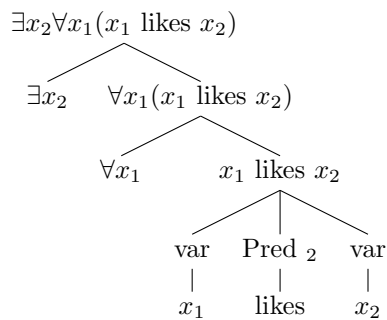 ∃x₂∀x₁(x₁ likes x₂)
∃x₂ ∀x₁(x₁ likes x₂)
∀x₁ x₁ likes x₂
var Pred ₂ var
x₁ likes x₂